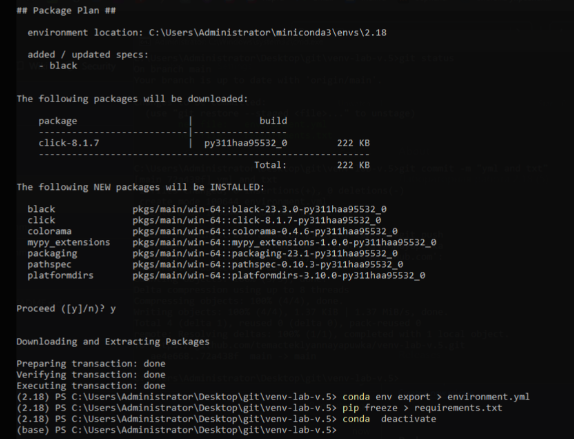 ## Package Plan ##
environment location: C:\Users\Administrator\miniconda3\envs\2.18
added / updated specs:
- black
The following packages will be downloaded:
package | build
---------------------------|-----------------
click-8.1.7 | py311haa95532_0 222 KB
------------------------------------------------------------
Total: 222 KB
The following NEW packages will be INSTALLED:
black pkgs/main/win-64::black-23.3.0-py311haa95532_0
click pkgs/main/win-64::click-8.1.7-py311haa95532_0
colorama pkgs/main/win-64::colorama-0.4.6-py311haa95532_0
mypy_extensions pkgs/main/win-64::mypy_extensions-1.0.0-py311haa95532_0
packaging pkgs/main/win-64::packaging-23.1-py311haa95532_0
pathspec pkgs/main/win-64::pathspec-0.10.3-py311haa95532_0
platformdirs pkgs/main/win-64::platformdirs-3.10.0-py311haa95532_0
Proceed ([y]/n)? y
Downloading and Extracting Packages
Preparing transaction: done
Verifying transaction: done
Executing transaction: done
(2.18) PS C:\Users\Administrator\Desktop\git\venv-lab-v.5> conda env export > environment.yml
(2.18) PS C:\Users\Administrator\Desktop\git\venv-lab-v.5> pip freeze > requirements.txt
(2.18) PS C:\Users\Administrator\Desktop\git\venv-lab-v.5> conda  deactivate
(base) PS C:\Users\Administrator\Desktop\git\venv-lab-v.5>